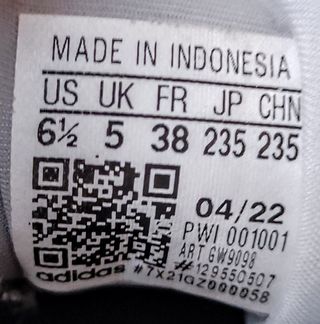 MADE IN INDONESIA
US UK FR JP CHN
6½ 5 38 235 235
04/22
PWI 001001
ART GW9098
#129550507
adidas #7X21GZ000058